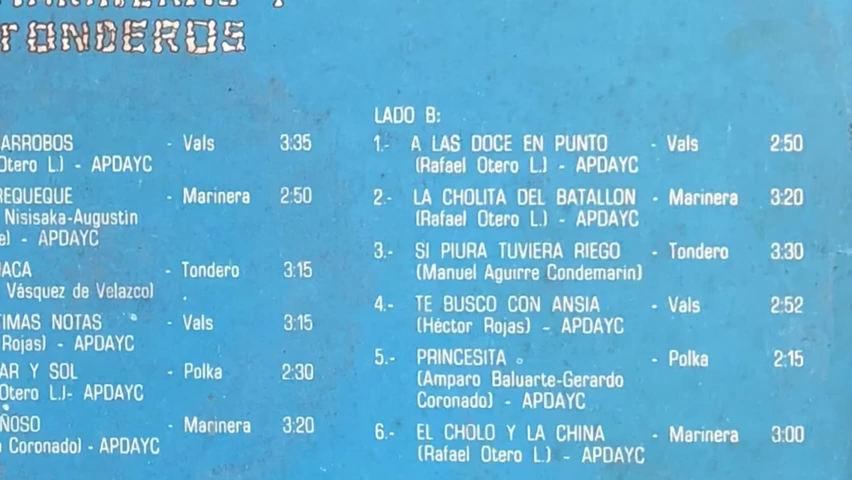 TONDEROS
ARROBOS - Vals 3:35
Otero L.) - APDAYC
REQUEQUE - Marinera 2:50
Nisisaka-Augustin
e) - APDAYC
ACA - Tondero 3:15
Vásquez de Velazco)
TIMAS NOTAS - Vals 3:15
Rojas) - APDAYC
AR Y SOL - Polka 2:30
Otero L.)- APDAYC
ÑOSO - Marinera 3:20
o Coronado) - APDAYC
LADO B:
1.- A LAS DOCE EN PUNTO - Vals 2:50
(Rafael Otero L.) - APDAYC
2.- LA CHOLITA DEL BATALLON - Marinera 3:20
(Rafael Otero L.) - APDAYC
3.- SI PIURA TUVIERA RIEGO - Tondero 3:30
(Manuel Aguirre Condemarin)
4.- TE BUSCO CON ANSIA - Vals 2:52
(Héctor Rojas) - APDAYC
5.- PRINCESITA - Polka 2:15
(Amparo Baluarte-Gerardo
Coronado) - APDAYC
6.- EL CHOLO Y LA CHINA - Marinera 3:00
(Rafael Otero L.) - APDAYC